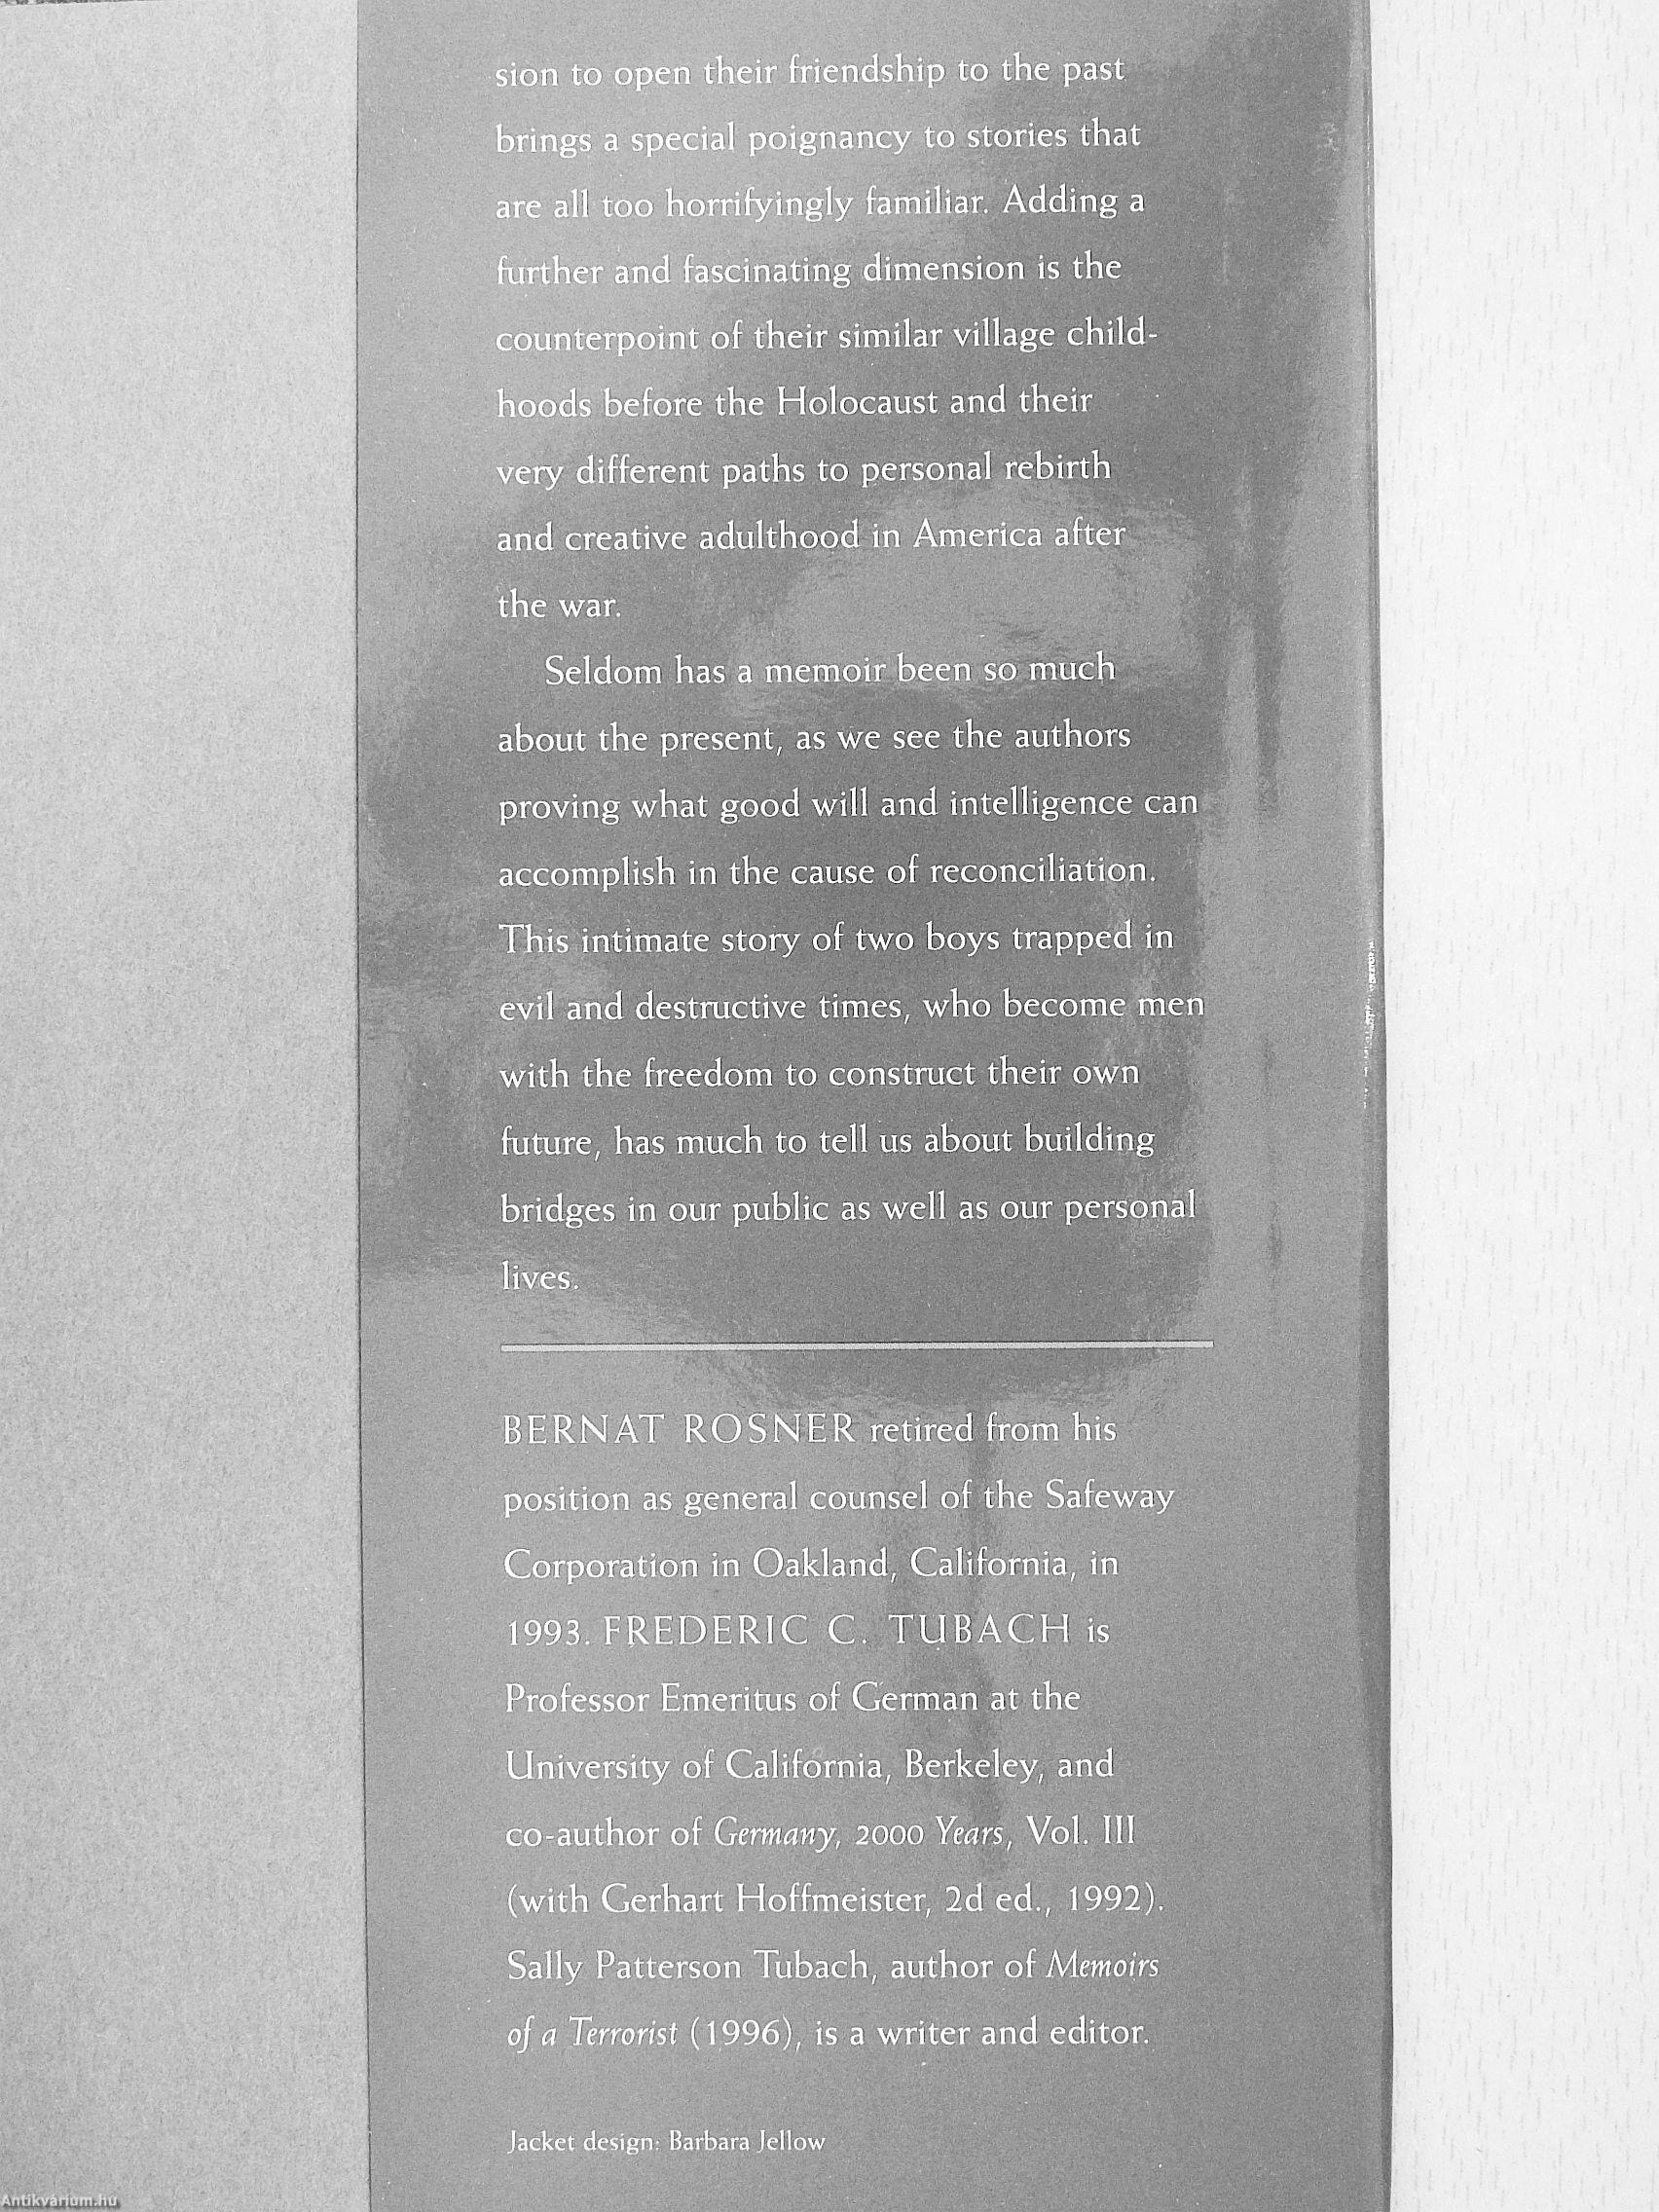 sion to open their friendship to the past
brings a special poignancy to stories that
are all too horrifyingly familiar. Adding a
further and fascinating dimension is the
counterpoint of their similar village child-
hoods before the Holocaust and their
very different paths to personal rebirth
and creative adulthood in America after
the war.
Seldom has a memoir been so much
about the present, as we see the authors
proving what good will and intelligence can
accomplish in the cause of reconciliation.
This intimate story of two boys trapped in
evil and destructive times, who become men
with the freedom to construct their own
future, has much to tell us about building
bridges in our public as well as our personal
lives.
BERNAT ROSNER retired from his
position as general counsel of the Safeway
Corporation in Oakland, California, in
1993. FREDERIC C. TUBACH is
Professor Emeritus of German at the
University of California, Berkeley, and
co-author of Germany, 2000 Years, Vol. III
(with Gerhart Hoffmeister, 2d ed., 1992).
Sally Patterson Tubach, author of Memoirs
of a Terrorist (1996), is a writer and editor.
Jacket design: Barbara Jellow
Antikvárium.hu